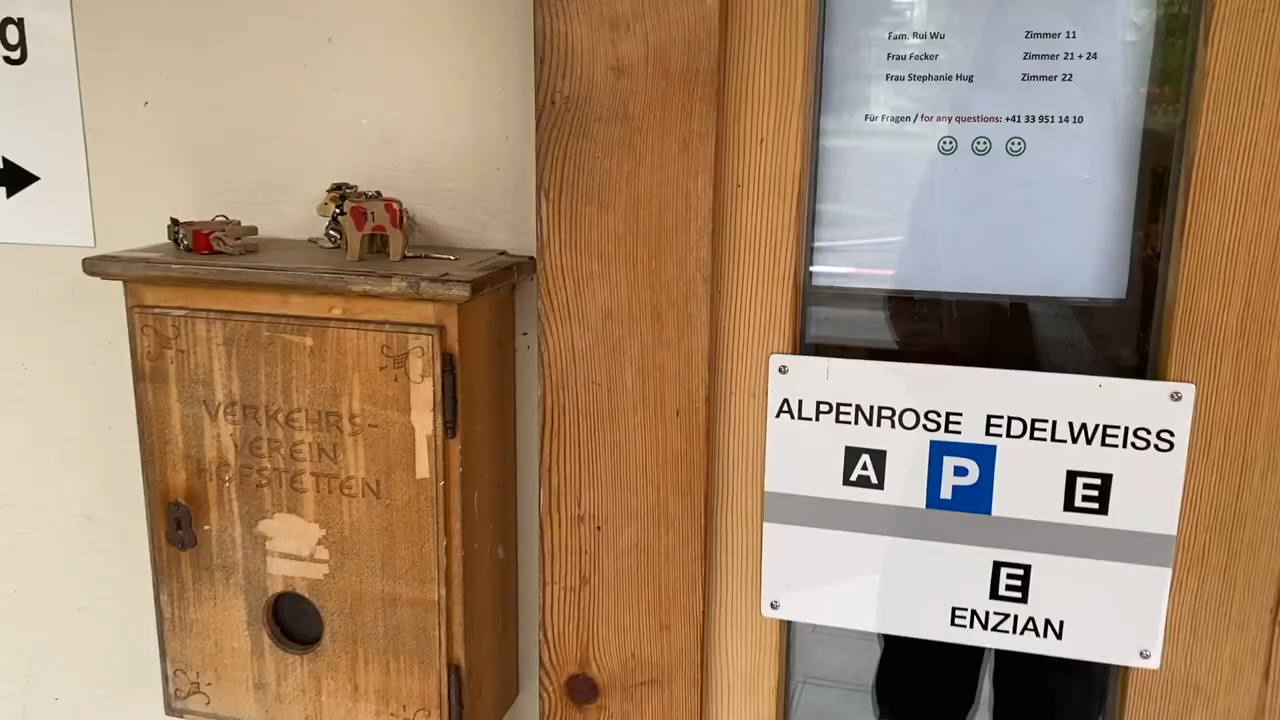 g
Fam. Rui Wu Zimmer 11
Frau Fecker Zimmer 21 + 24
Frau Stephanie Hug Zimmer 22
Für Fragen / for any questions: +41 33 951 14 10
1
VERKEHRS-
VEREIN
HOFSTETTEN
ALPENROSE EDELWEISS
A P E
E
ENZIAN